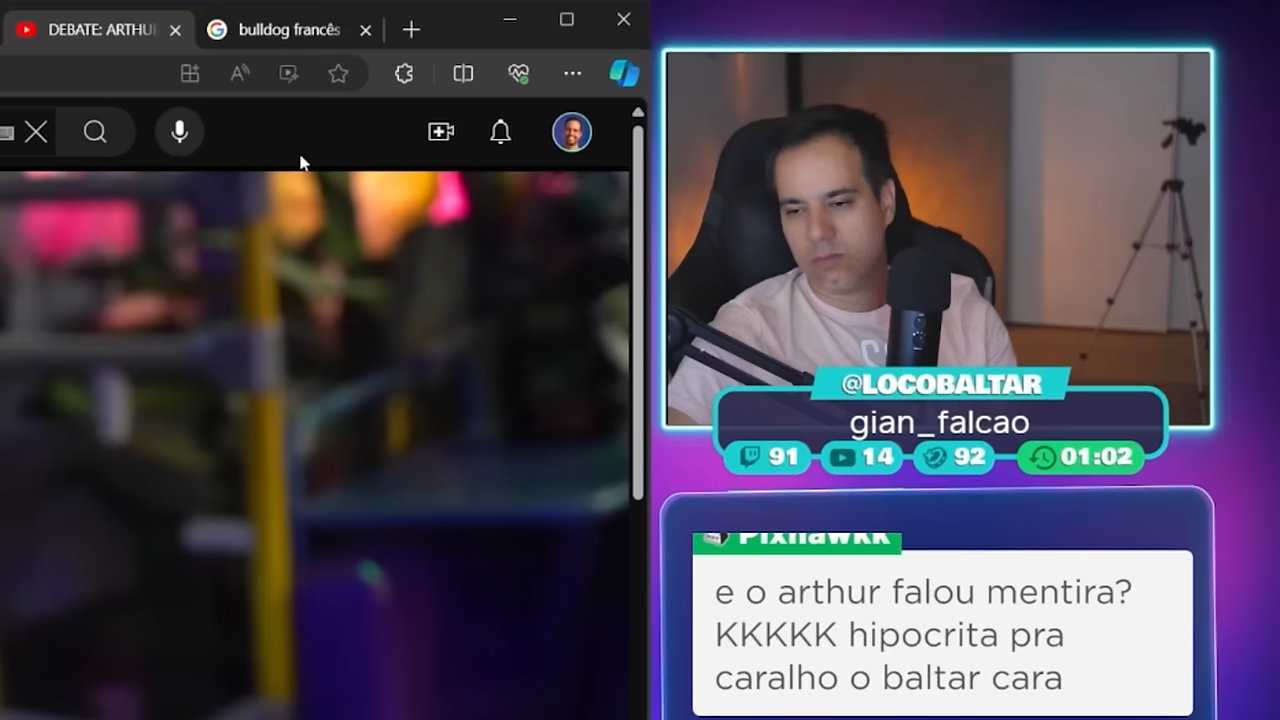 DEBATE: ARTHU
bulldog francês
@LOCOBALTAR
gian_falcao
91 14 92 01:02
Pixhawkk
e o arthur falou mentira?
KKKKK hipocrita pra
caralho o baltar cara